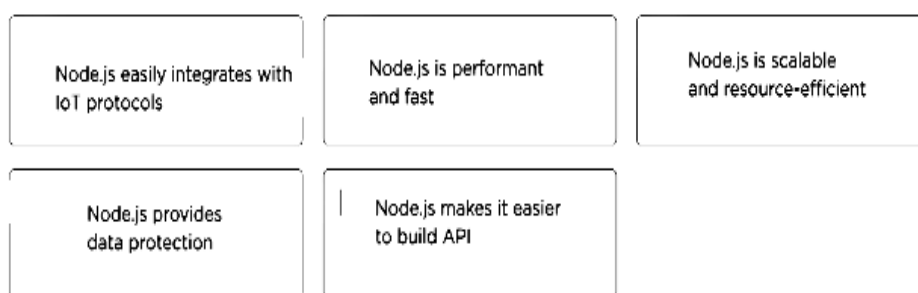 Node.js easily integrates with
IoT protocols
Node.js is performant
and fast
Node.js is scalable
and resource-efficient
Node.js provides
data protection
Node.js makes it easier
to build API